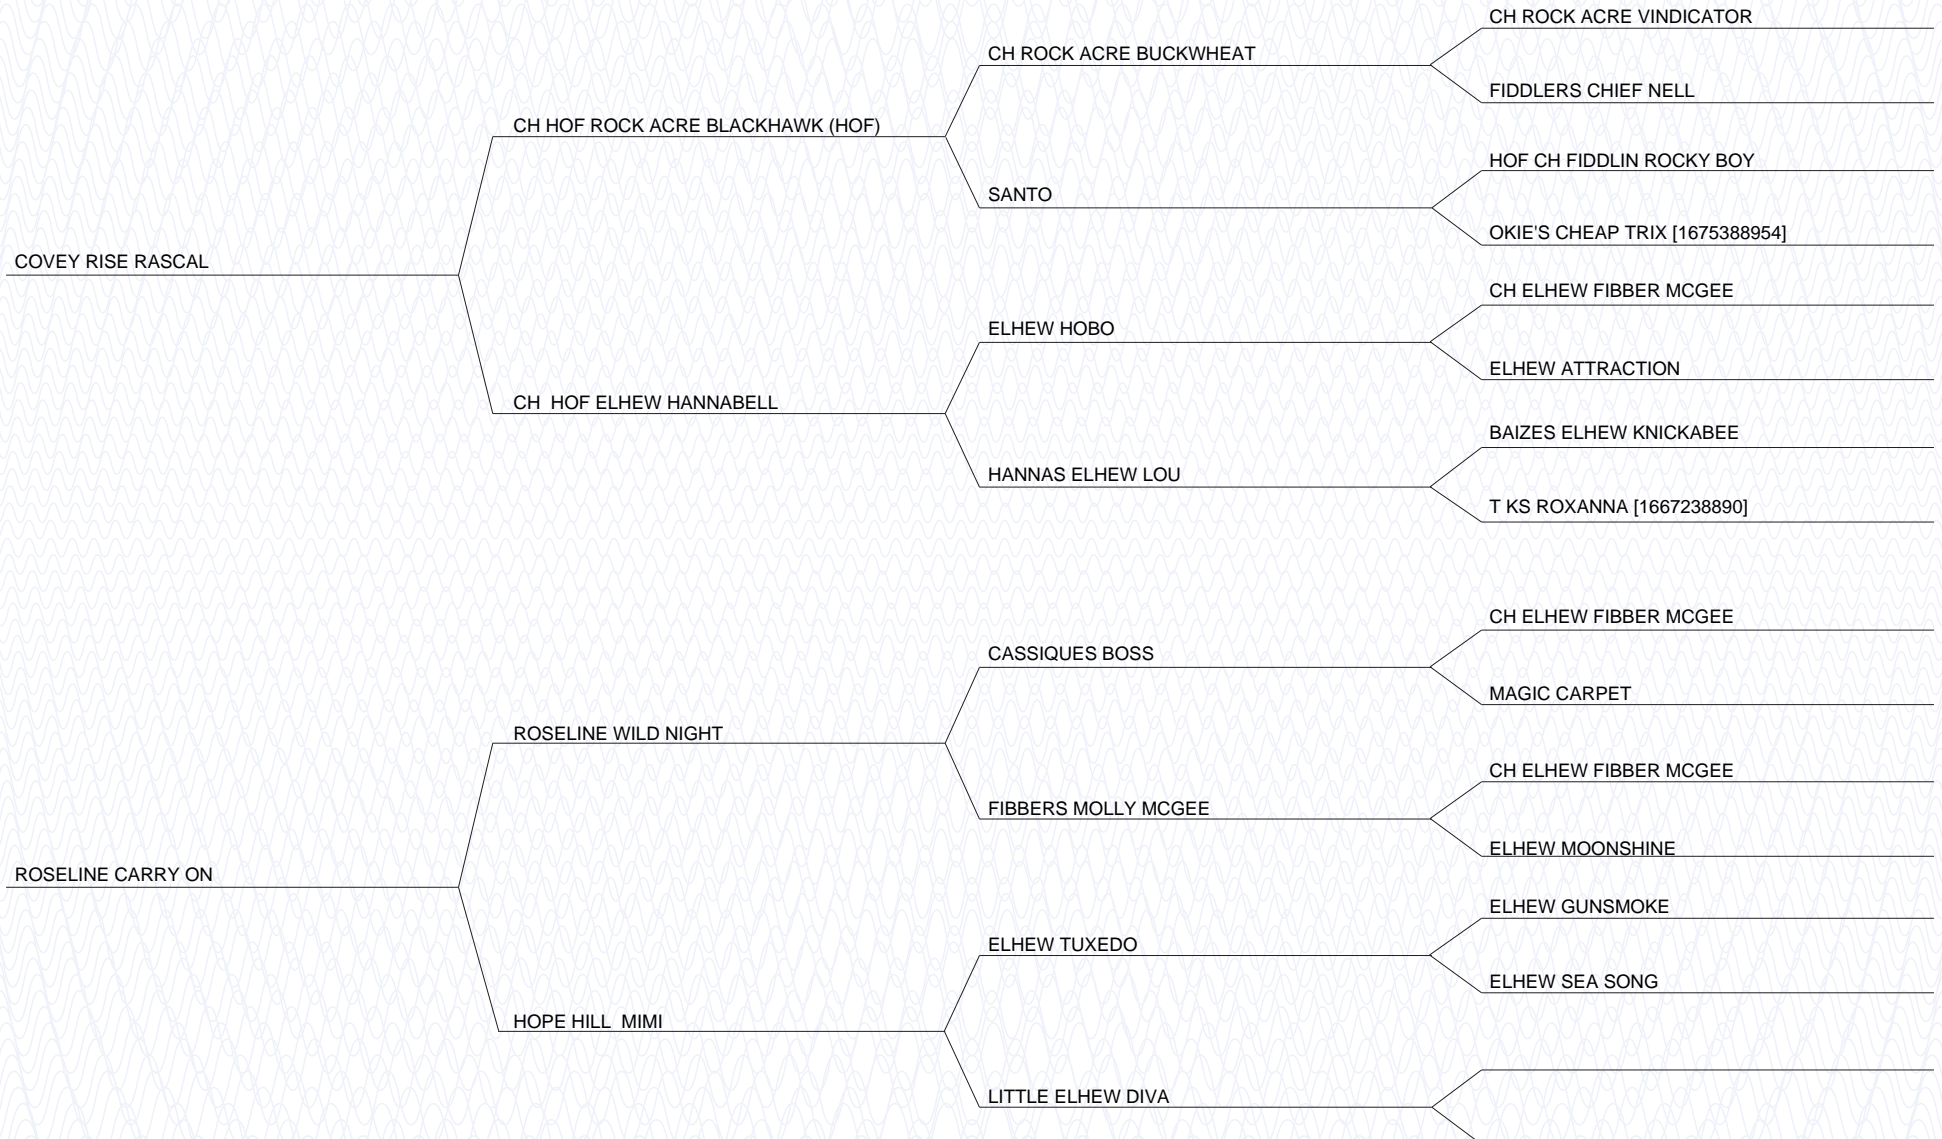 CH ROCK ACRE VINDICATOR
CH ROCK ACRE BUCKWHEAT
FIDDLERS CHIEF NELL
CH HOF ROCK ACRE BLACKHAWK (HOF)
HOF CH FIDDLIN ROCKY BOY
SANTO
OKIE'S CHEAP TRIX [1675388954]
COVEY RISE RASCAL
CH ELHEW FIBBER MCGEE
ELHEW HOBO
ELHEW ATTRACTION
CH  HOF ELHEW HANNABELL
BAIZES ELHEW KNICKABEE
HANNAS ELHEW LOU
T KS ROXANNA [1667238890]
CH ELHEW FIBBER MCGEE
CASSIQUES BOSS
MAGIC CARPET
ROSELINE WILD NIGHT
CH ELHEW FIBBER MCGEE
FIBBERS MOLLY MCGEE
ELHEW MOONSHINE
ROSELINE CARRY ON
ELHEW GUNSMOKE
ELHEW TUXEDO
ELHEW SEA SONG
HOPE HILL  MIMI
LITTLE ELHEW DIVA